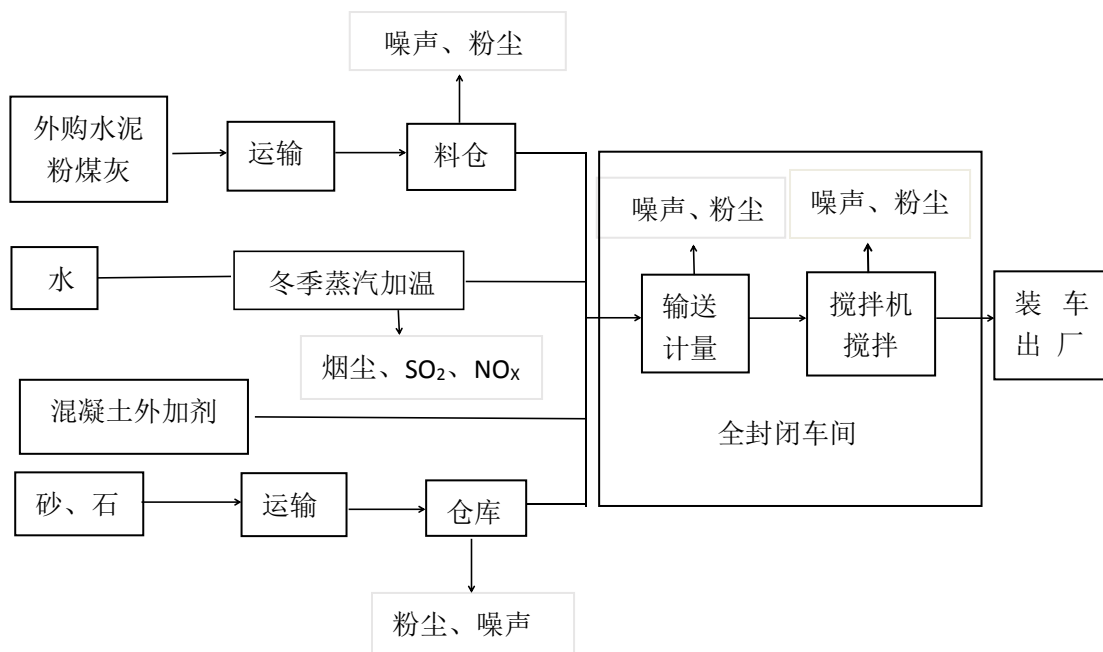 噪声、粉尘
外购水泥
粉煤灰
运输
料仓
噪声、粉尘
噪声、粉尘
水
冬季蒸汽加温
输送
计量
搅拌机
搅拌
装 车
出 厂
烟尘、SO₂、NOX
混凝土外加剂
全封闭车间
砂、石
运输
仓库
粉尘、噪声